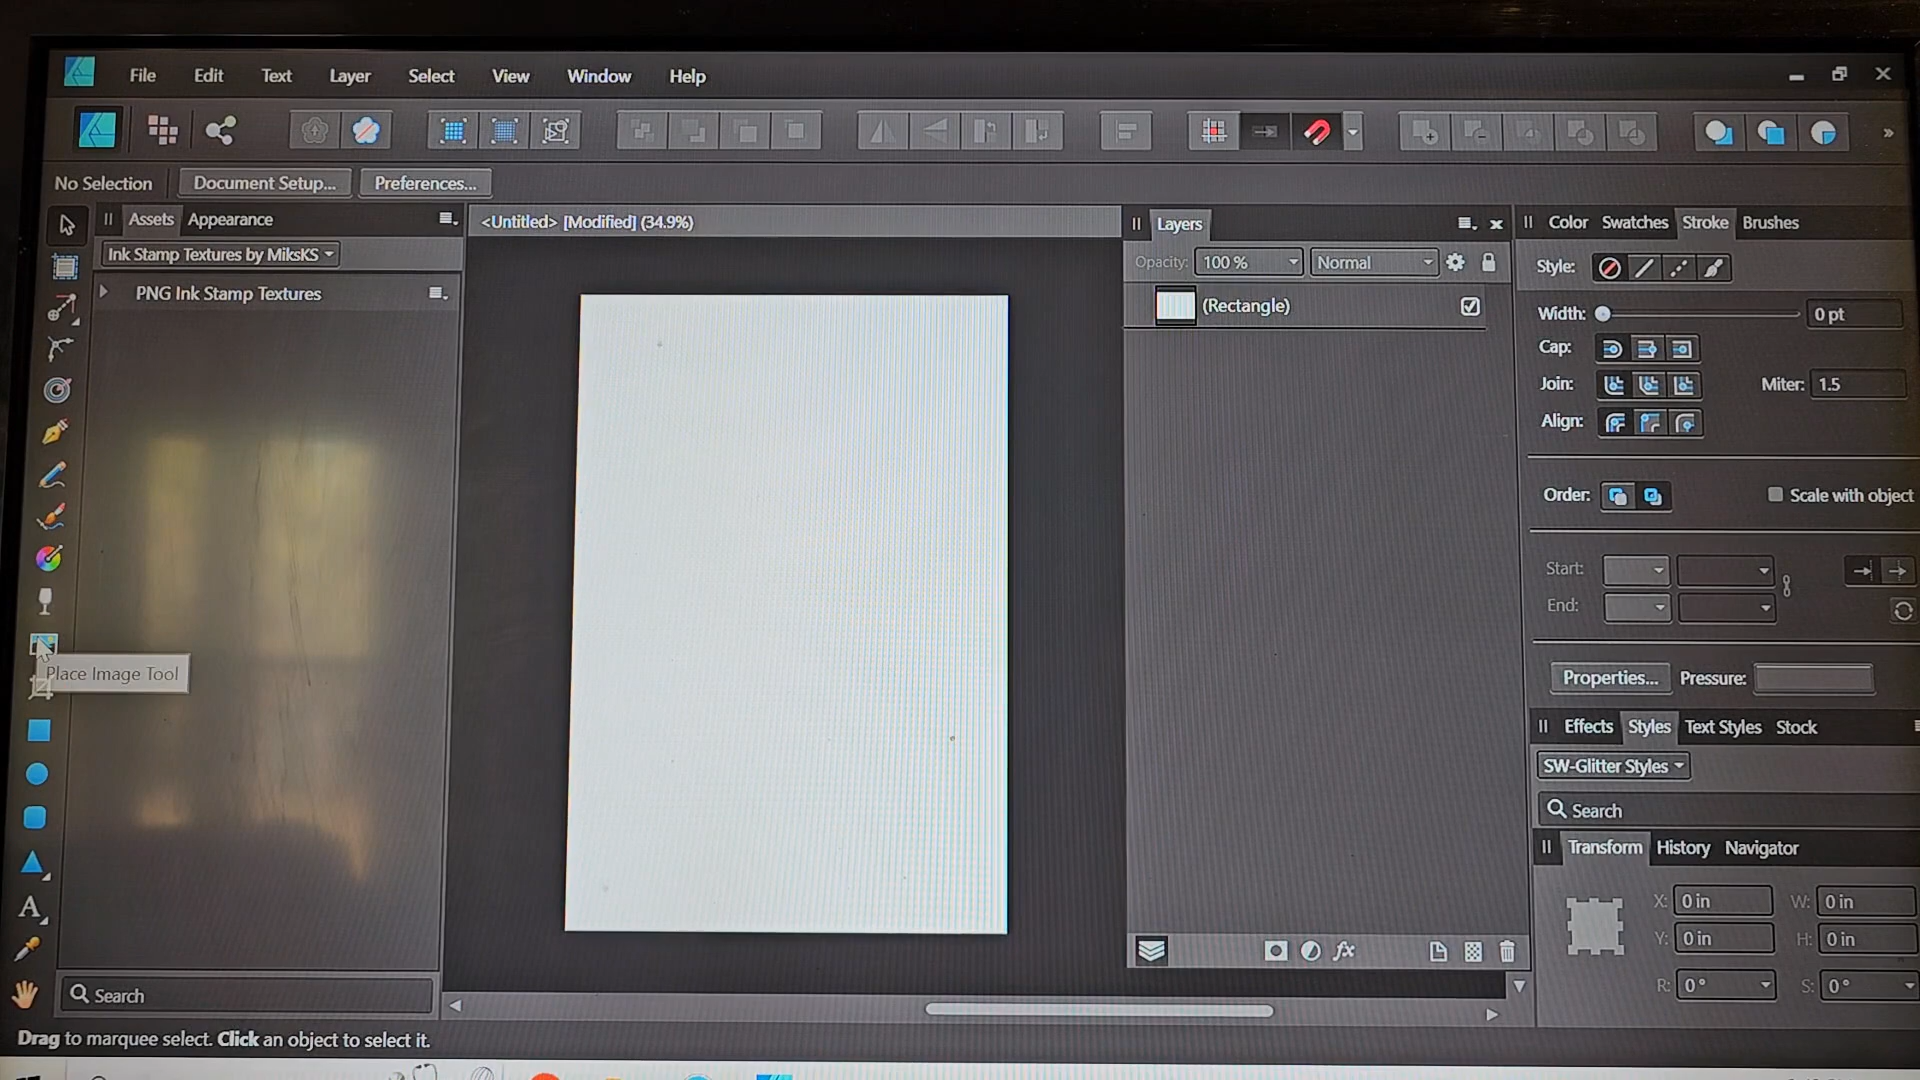 File Edit Text Layer Select View Window Help
No Selection Document Setup... Preferences...
Assets Appearance
Ink Stamp Textures by MiksKS
PNG Ink Stamp Textures
Place Image Tool
Search
<Untitled> [Modified] (34.9%)
Layers
Opacity: 100 % Normal
(Rectangle)
Color Swatches Stroke Brushes
Style:
Width: 0 pt
Cap:
Join: Miter: 1.5
Align:
Order: Scale with object
Start:
End:
Properties... Pressure:
Effects Styles Text Styles Stock
SW-Glitter Styles
Search
Transform History Navigator
X: 0 in W: 0 in
Y: 0 in H: 0 in
R: 0° S: 0°
Drag to marquee select. Click an object to select it.